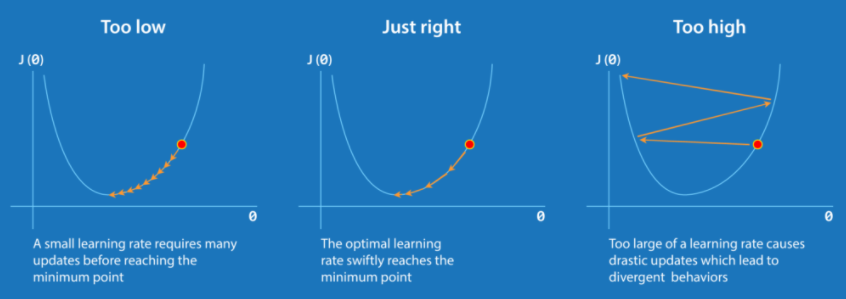 Too low
J (0)
0
A small learning rate requires many
updates before reaching the
minimum point
Just right
J (0)
0
The optimal learning
rate swiftly reaches the
minimum point
Too high
J (0)
0
Too large of a learning rate causes
drastic updates which lead to
divergent behaviors